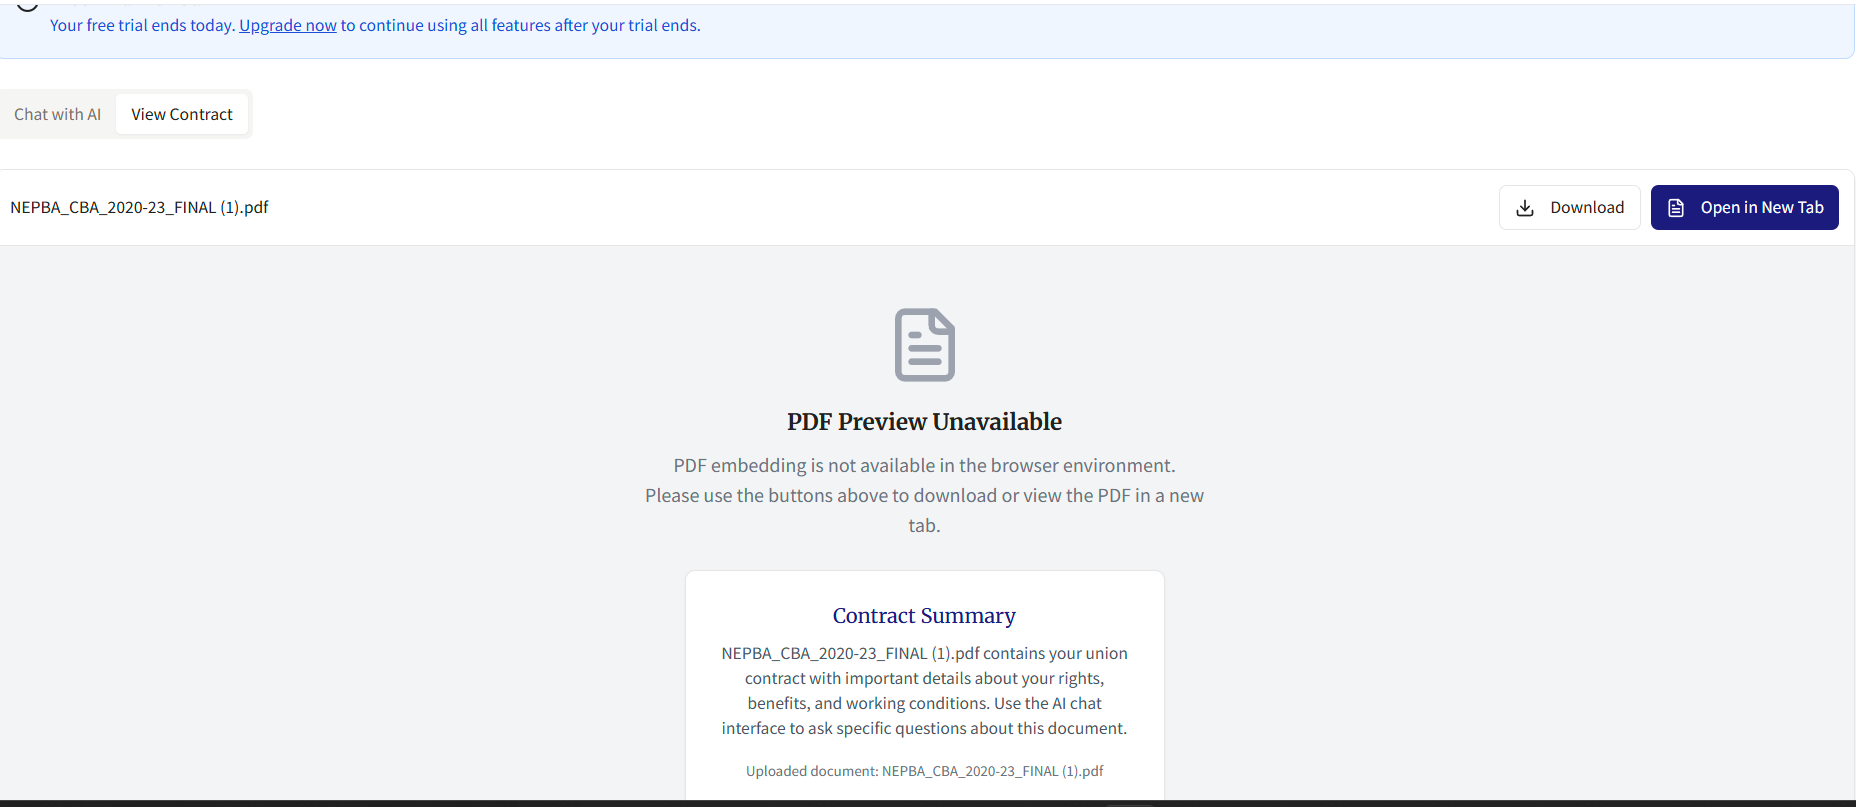 Your free trial ends today. Upgrade now to continue using all features after your trial ends.
Chat with AI
View Contract
NEPBA_CBA_2020-23_FINAL (1).pdf
Download
Open in New Tab
PDF Preview Unavailable
PDF embedding is not available in the browser environment.
Please use the buttons above to download or view the PDF in a new
tab.
Contract Summary
NEPBA_CBA_2020-23_FINAL (1).pdf contains your union
contract with important details about your rights,
benefits, and working conditions. Use the AI chat
interface to ask specific questions about this document.
Uploaded document: NEPBA_CBA_2020-23_FINAL (1).pdf